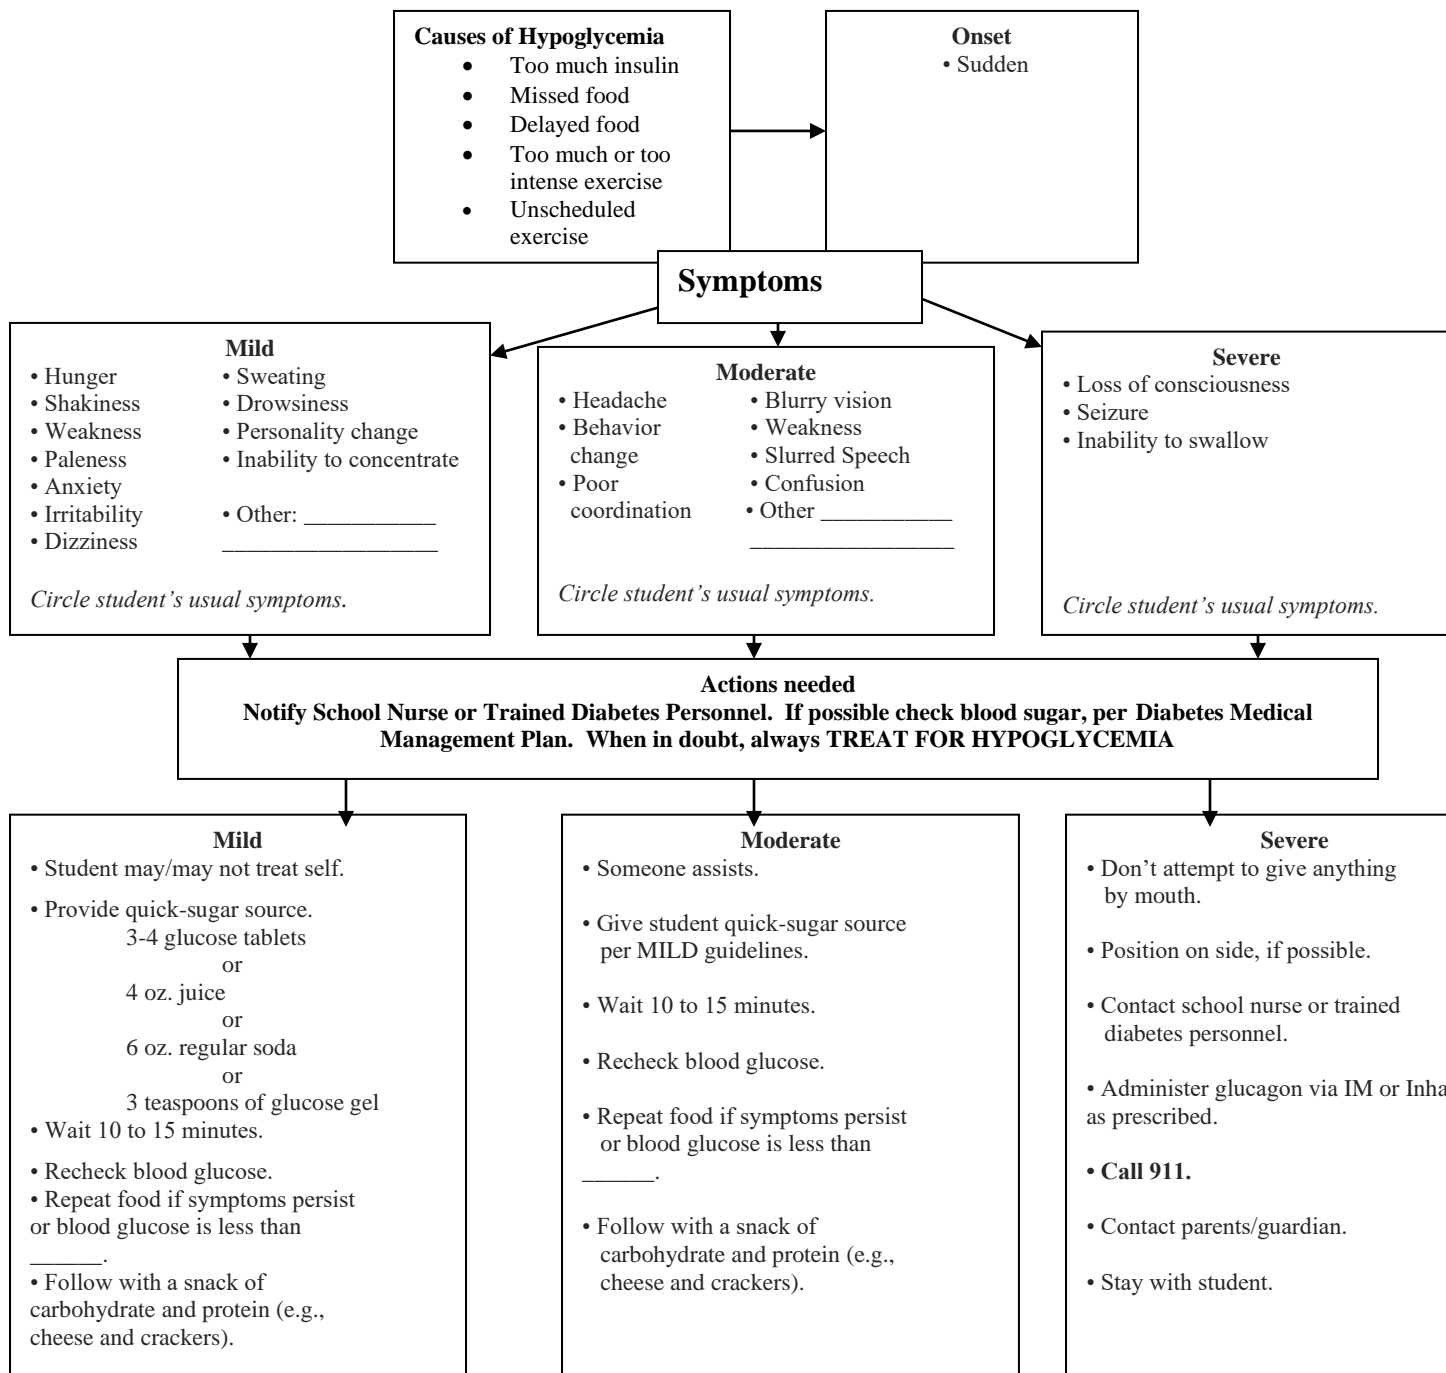 Causes of Hypoglycemia
• Too much insulin
• Missed food
• Delayed food
• Too much or too
intense exercise
• Unscheduled
exercise
Onset
• Sudden
Symptoms
Mild
• Hunger
• Shakiness
• Weakness
• Paleness
• Anxiety
• Irritability
• Dizziness
• Sweating
• Drowsiness
• Personality change
• Inability to concentrate
• Other: ___________
__________________
Circle student’s usual symptoms.
Moderate
• Headache
• Behavior
change
• Poor
coordination
• Blurry vision
• Weakness
• Slurred Speech
• Confusion
• Other ___________
_________________
Circle student’s usual symptoms.
Severe
• Loss of consciousness
• Seizure
• Inability to swallow
Circle student’s usual symptoms.
Actions needed
Notify School Nurse or Trained Diabetes Personnel. If possible check blood sugar, per Diabetes Medical
Management Plan. When in doubt, always TREAT FOR HYPOGLYCEMIA
Mild
• Student may/may not treat self.
• Provide quick-sugar source.
3-4 glucose tablets
or
4 oz. juice
or
6 oz. regular soda
or
3 teaspoons of glucose gel
• Wait 10 to 15 minutes.
• Recheck blood glucose.
• Repeat food if symptoms persist
or blood glucose is less than
______.
• Follow with a snack of
carbohydrate and protein (e.g.,
cheese and crackers).
Moderate
• Someone assists.
• Give student quick-sugar source
per MILD guidelines.
• Wait 10 to 15 minutes.
• Recheck blood glucose.
• Repeat food if symptoms persist
or blood glucose is less than
______.
• Follow with a snack of
carbohydrate and protein (e.g.,
cheese and crackers).
Severe
• Don’t attempt to give anything
by mouth.
• Position on side, if possible.
• Contact school nurse or trained
diabetes personnel.
• Administer glucagon via IM or
as prescribed.
• Call 911.
• Contact parents/guardian.
• Stay with student.